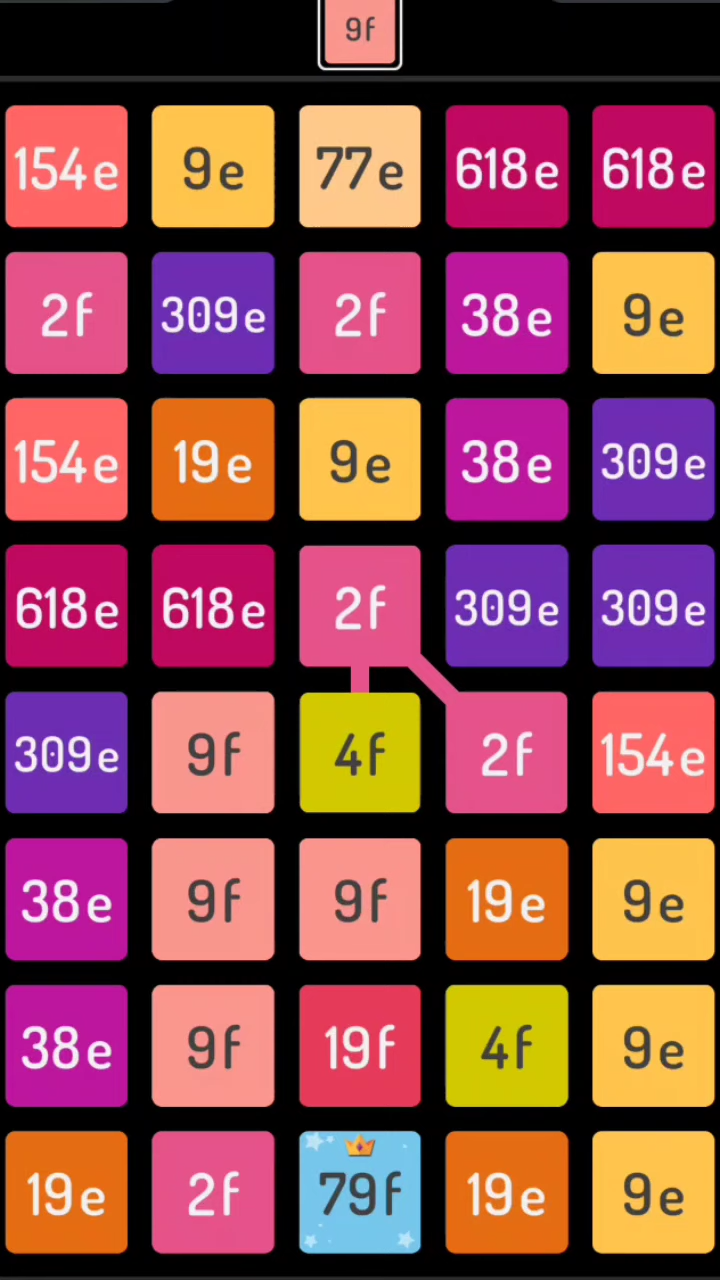 9f
154e 9e 77e 618e 618e
2f 309e 2f 38e 9e
154e 19e 9e 38e 309e
618e 618e 2f 309e 309e
309e 9f 4f 2f 154e
38e 9f 9f 19e 9e
38e 9f 19f 4f 9e
19e 2f 79f 19e 9e